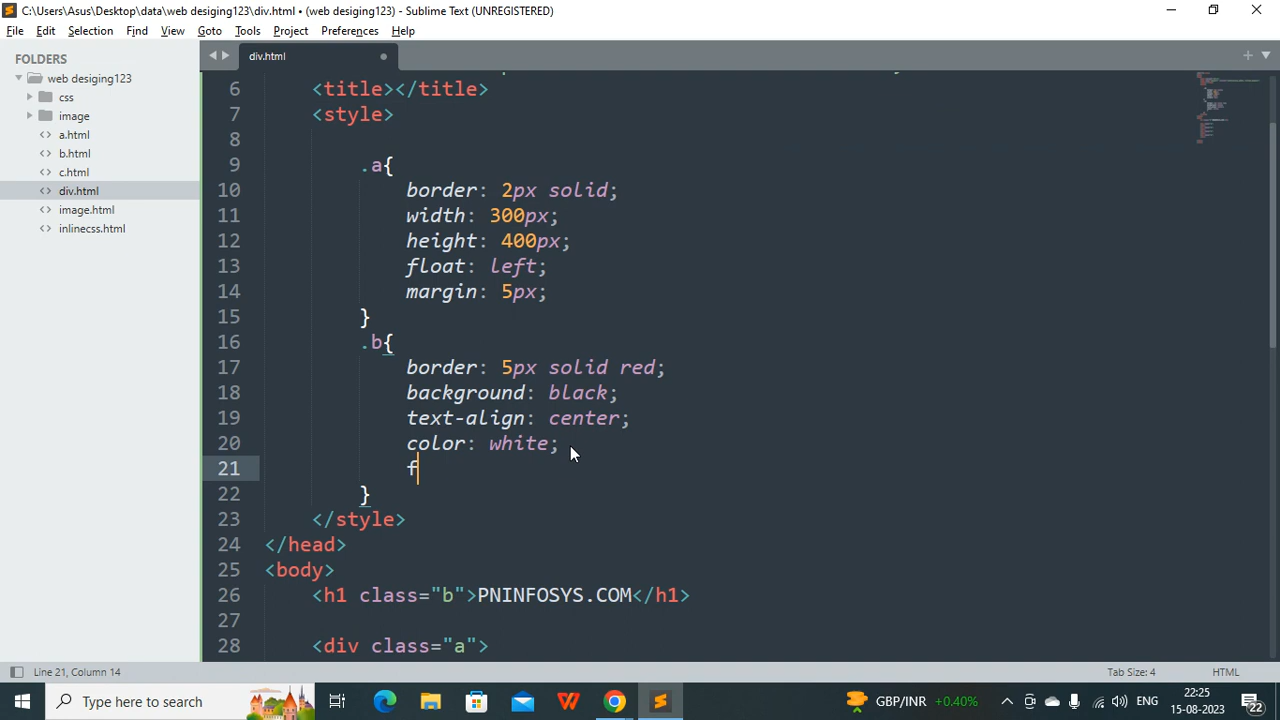 C:\Users\Asus\Desktop\data\web desiging123\div.html • (web desiging123) - Sublime Text (UNREGISTERED)
File Edit Selection Find View Goto Tools Project Preferences Help
FOLDERS
web desiging123
css
image
a.html
b.html
c.html
div.html
image.html
inlinecss.html
div.html
6 <title></title>
7 <style>
8
9 .a{
10 border: 2px solid;
11 width: 300px;
12 height: 400px;
13 float: left;
14 margin: 5px;
15 }
16 .b{
17 border: 5px solid red;
18 background: black;
19 text-align: center;
20 color: white;
21 f
22 }
23 </style>
24 </head>
25 <body>
26 <h1 class="b">PNINFOSYS.COM</h1>
27
28 <div class="a">
Line 21, Column 14
Tab Size: 4 HTML
Type here to search
GBP/INR +0.40%
ENG
22:25
15-08-2023
22